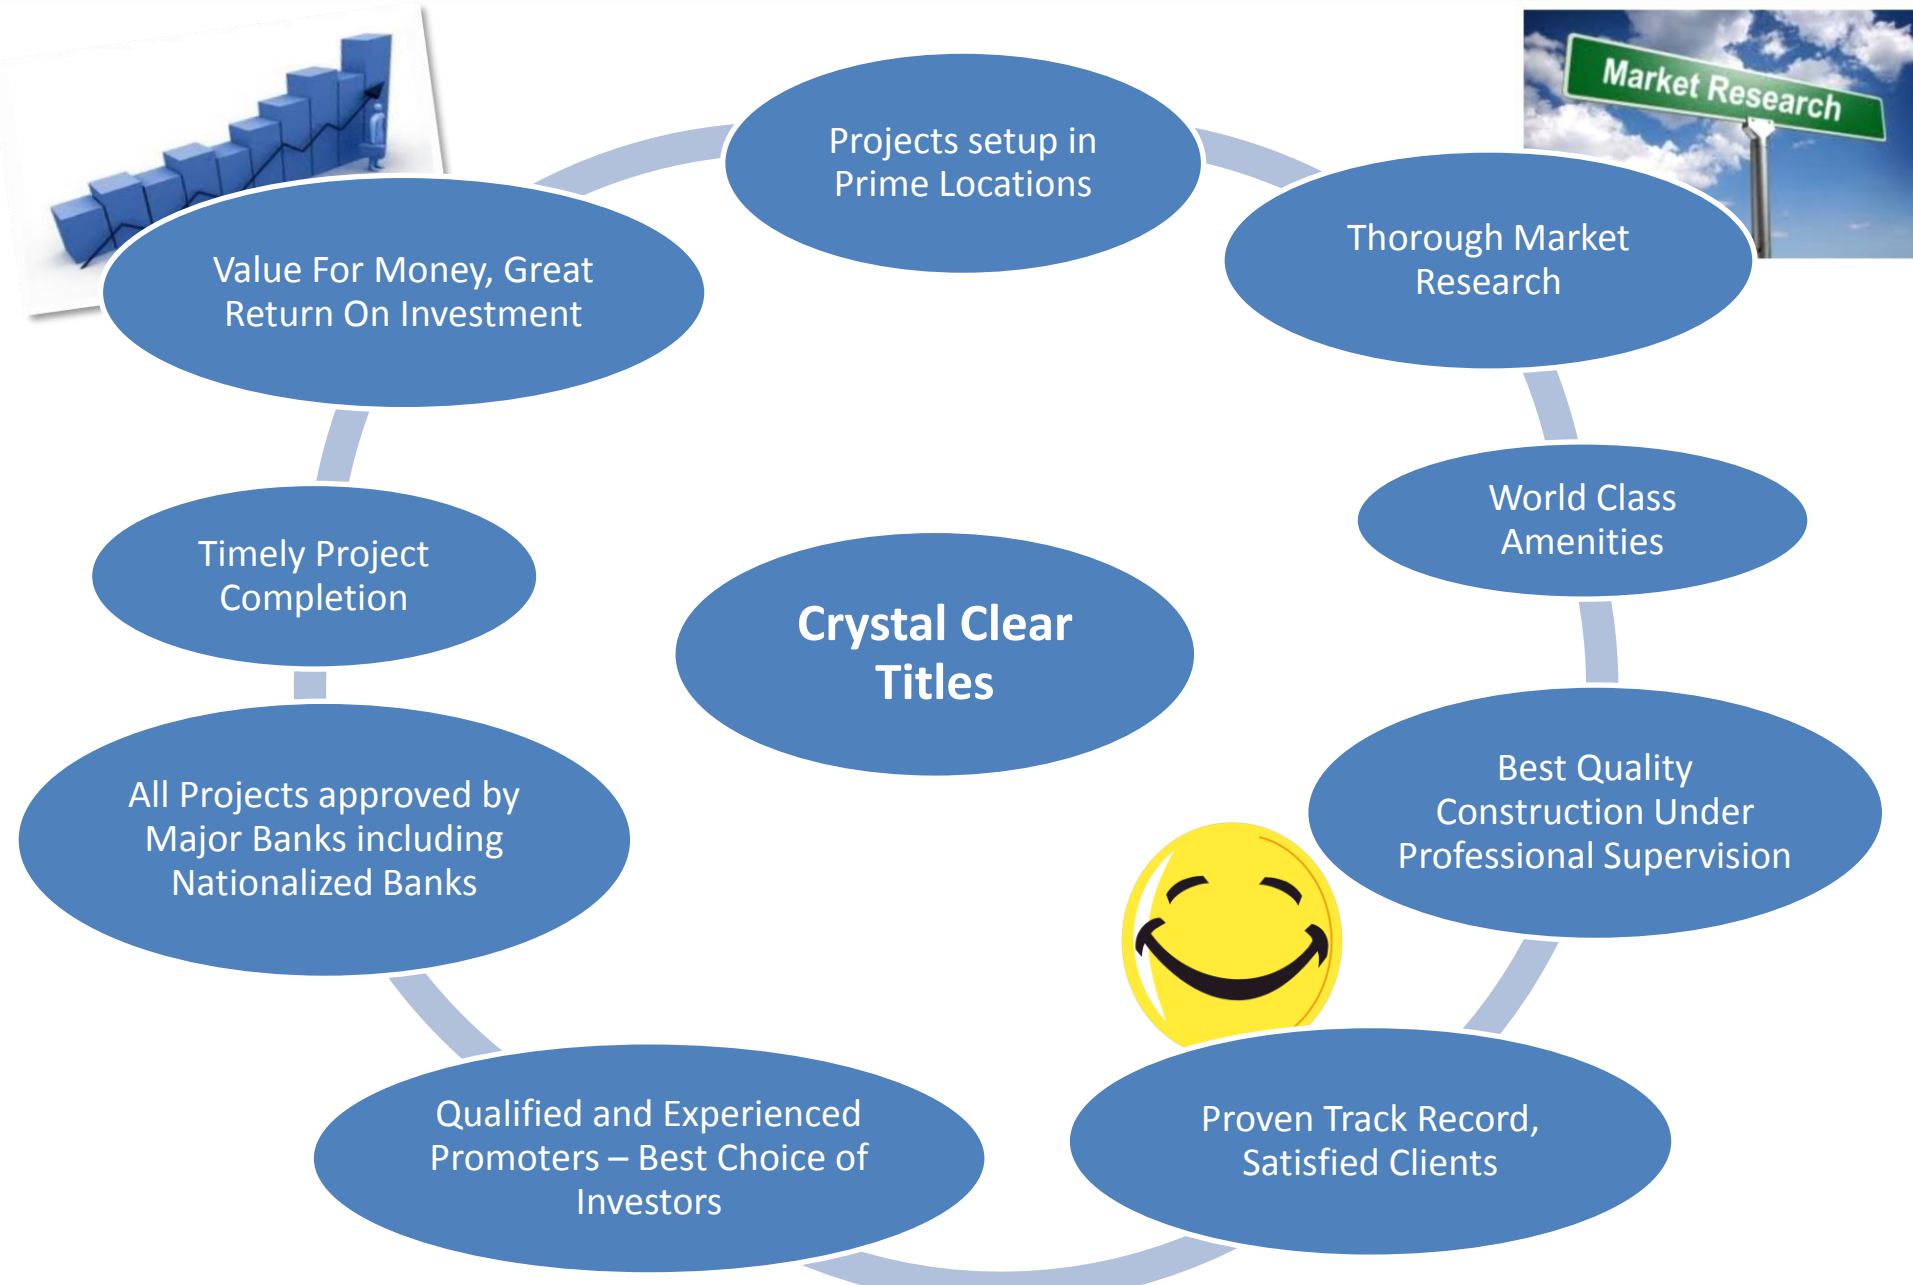 Projects setup in
Prime Locations
Market Research
Thorough Market
Research
World Class
Amenities
Best Quality
Construction Under
Professional Supervision
Proven Track Record,
Satisfied Clients
Qualified and Experienced
Promoters – Best Choice of
Investors
All Projects approved by
Major Banks including
Nationalized Banks
Timely Project
Completion
Value For Money, Great
Return On Investment
Crystal Clear
Titles